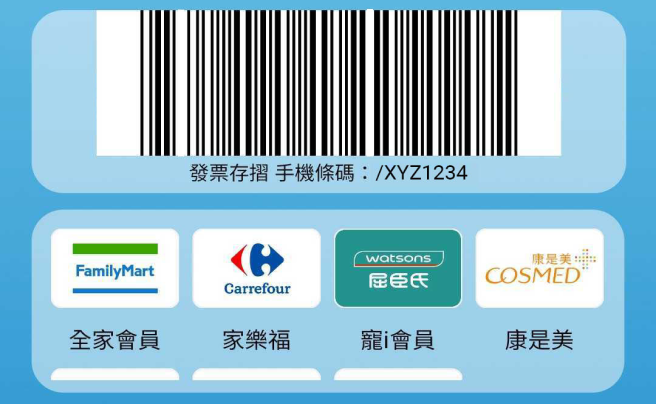 發票存摺 手機條碼：/XYZ1234
FamilyMart
Carrefour
watsons
屈臣氏
康是美
COSMED
全家會員
家樂福
寵i會員
康是美